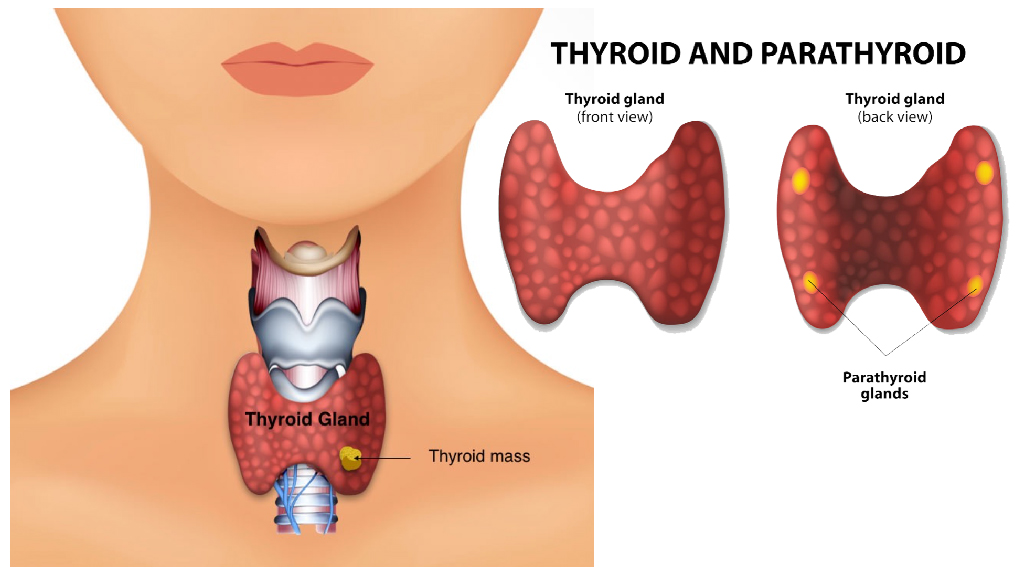 THYROID AND PARATHYROID
Thyroid gland
(front view)
Thyroid gland
(back view)
Parathyroid
glands
Thyroid Gland
Thyroid mass